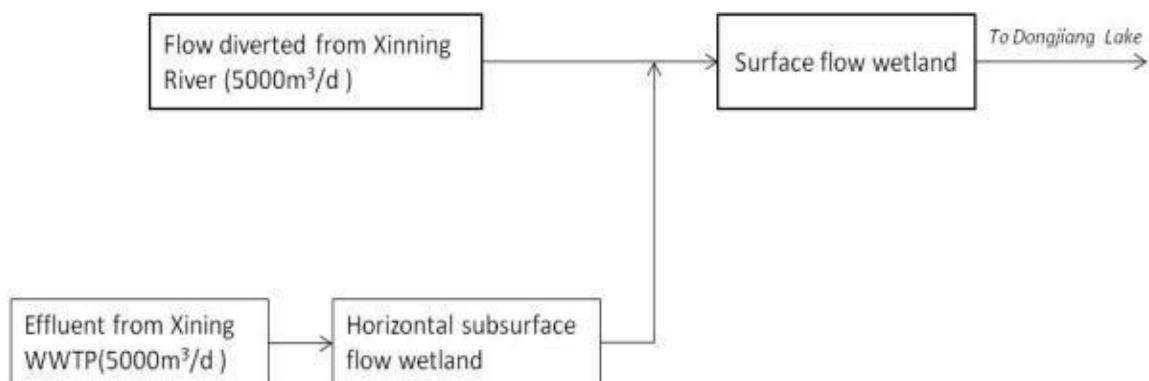 Flow diverted from Xinning
River (5000m³/d )
Surface flow wetland
To Dongjiang Lake
Effluent from Xining
WWTP(5000m³/d )
Horizontal subsurface
flow wetland